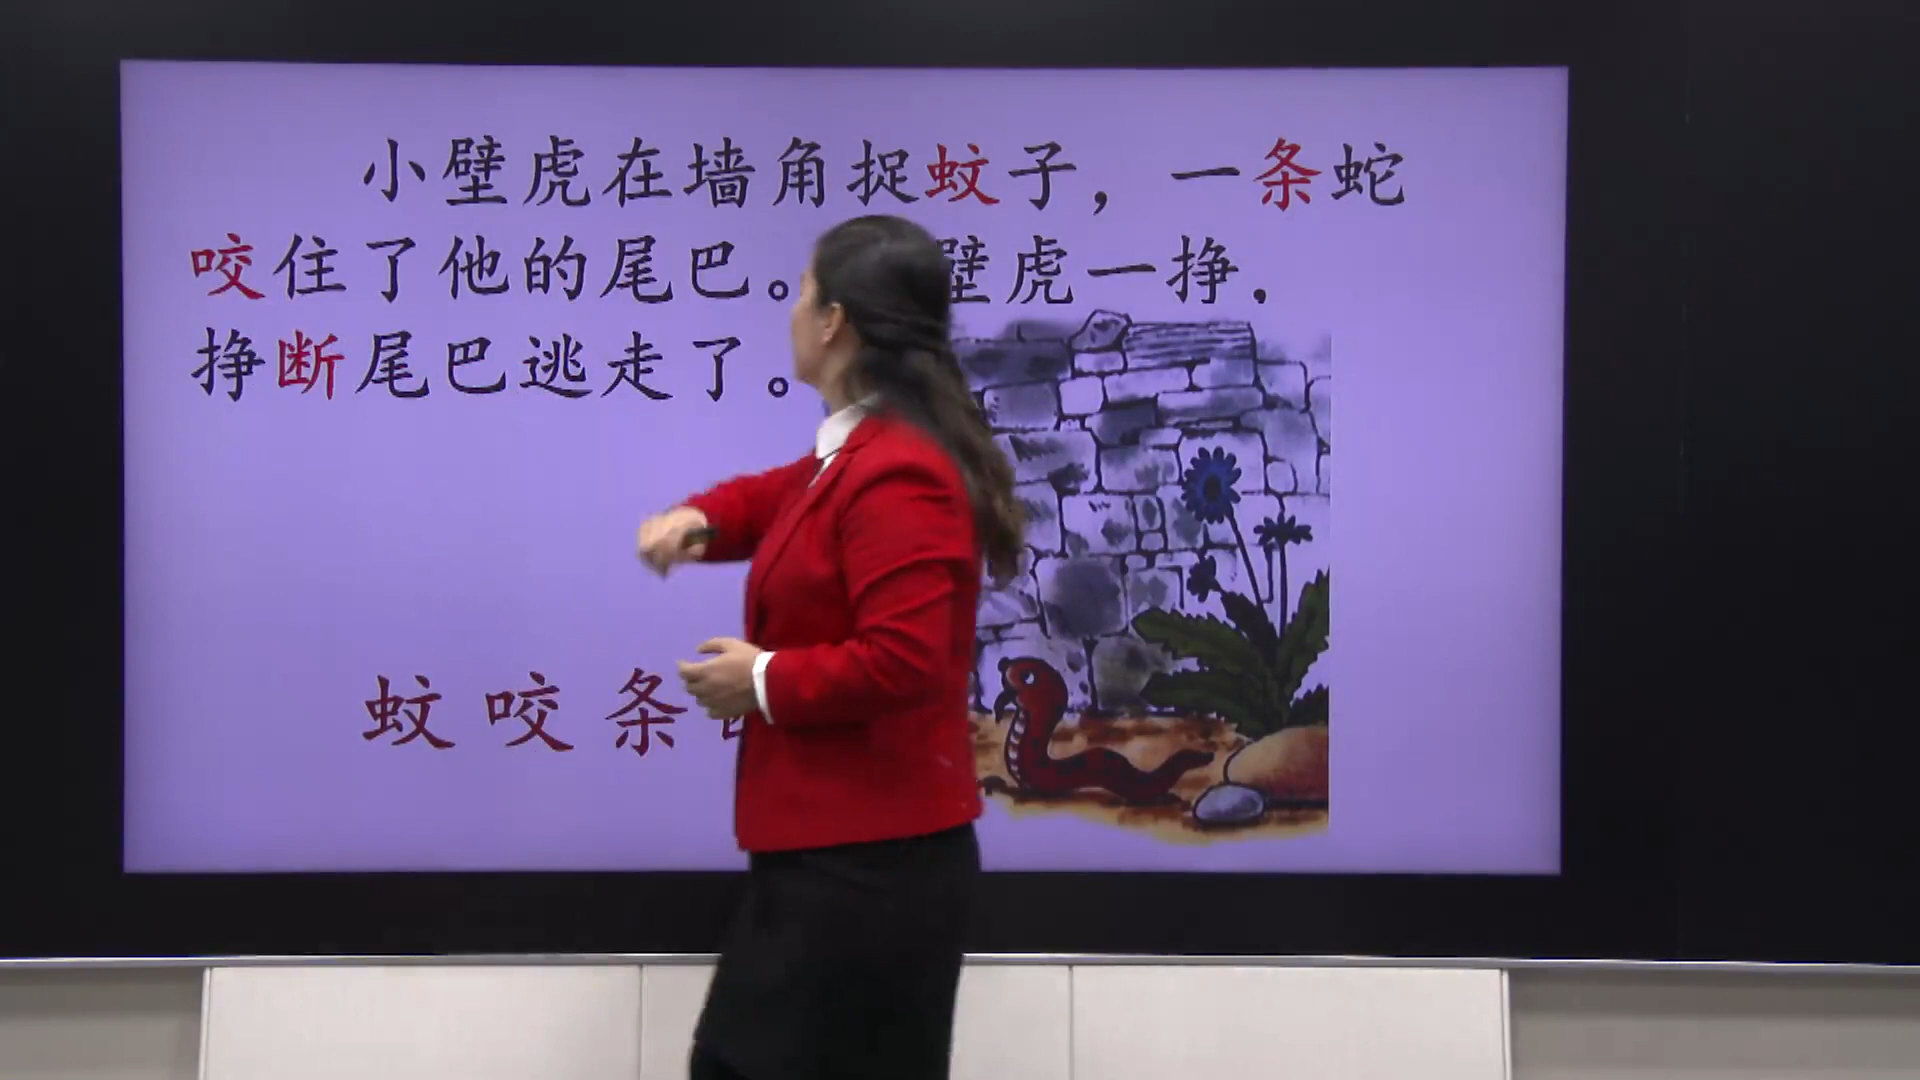 小壁虎在墙角捉蚊子，一条蛇
咬住了他的尾巴。壁虎一挣．
挣断尾巴逃走了。
蚊咬条